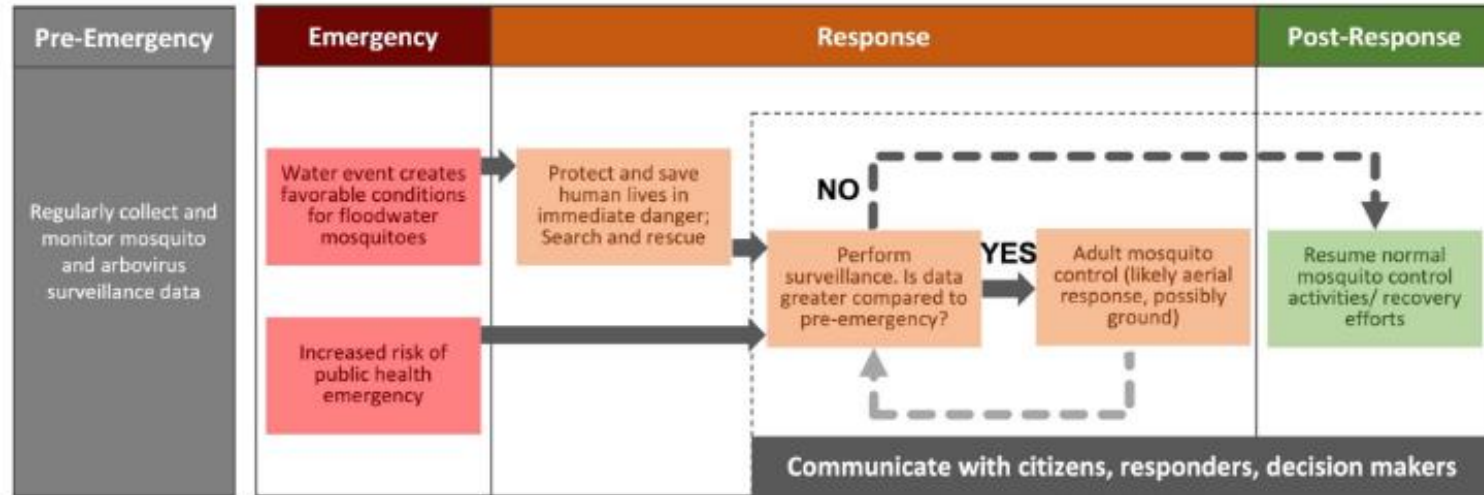 Pre-Emergency
Emergency
Response
Post-Response
Regularly collect and
monitor mosquito
and arbovirus
surveillance data
Water event creates
favorable conditions
for floodwater
mosquitoes
Increased risk of
public health
emergency
Protect and save
human lives in
immediate danger;
Search and rescue
NO
Perform
surveillance. Is data
greater compared to
pre-emergency?
YES
Adult mosquito
control (likely aerial
response, possibly
ground)
Resume normal
mosquito control
activities/ recovery
efforts
Communicate with citizens, responders, decision makers